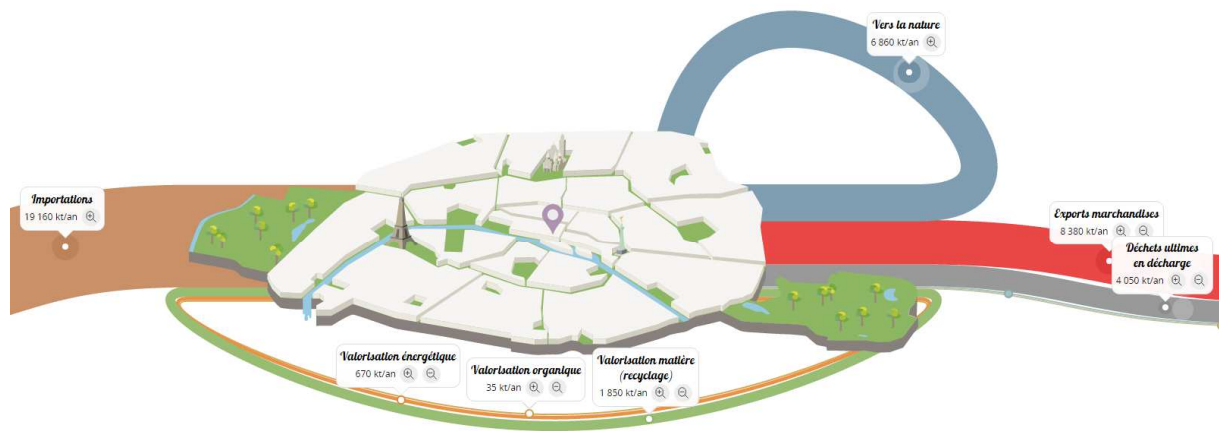 Vers la nature
6 860 kt/an
Importations
19 160 kt/an
Exports marchandises
8 380 kt/an
Déchets ultimes
en décharge
4 050 kt/an
Valorisation énergétique
670 kt/an
Valorisation organique
35 kt/an
Valorisation matière
(recyclage)
1 850 kt/an